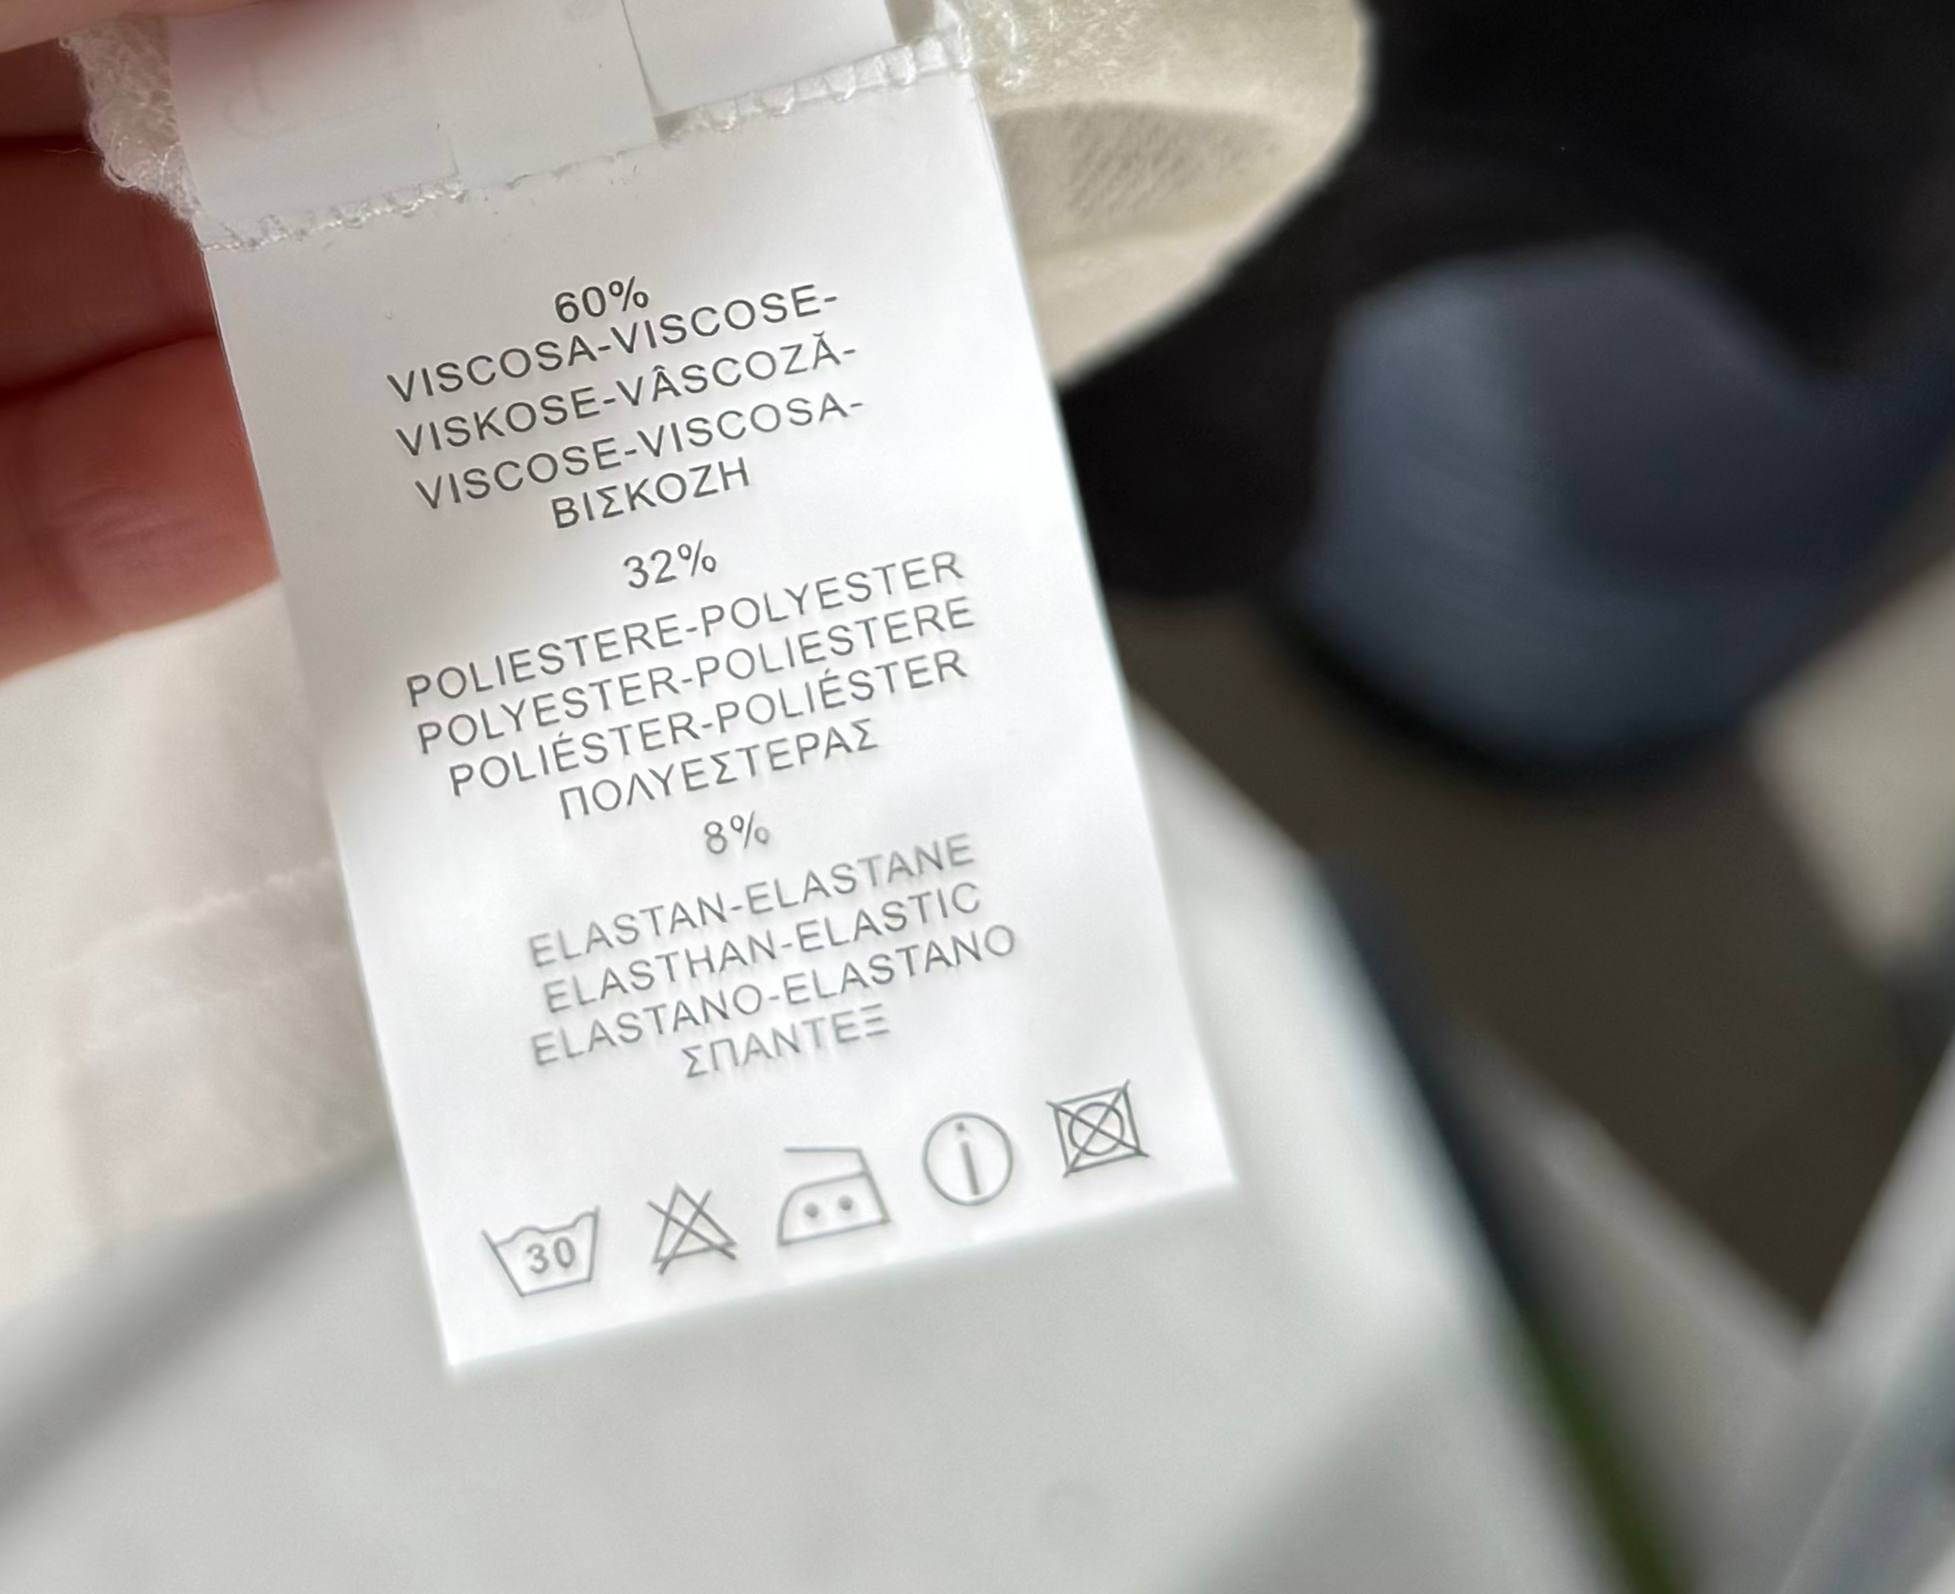 60%
VISCOSA-VISCOSE-
VISKOSE-VÂSCOZĂ-
VISCOSE-VISCOSA-
ΒΙΣΚΟΖΗ
32%
POLIESTERE-POLYESTER
POLYESTER-POLIESTERE
POLIÉSTER-POLIÉSTER
ΠΟΛΥΕΣΤΕΡΑΣ
8%
ELASTAN-ELASTANE
ELASTHAN-ELASTIC
ELASTANO-ELASTANO
ΣΠΑΝΤΕΞ
30 i